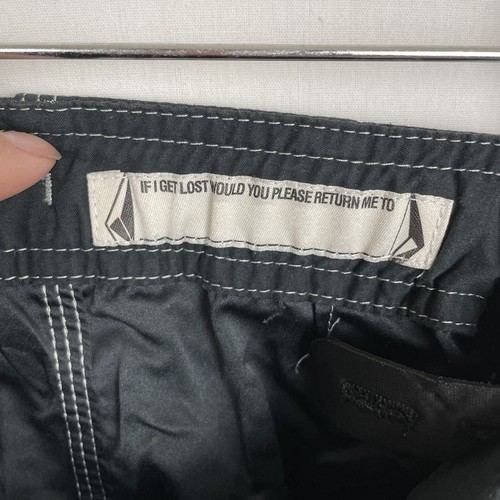 IF I GET LOST WOULD YOU PLEASE RETURN ME TO